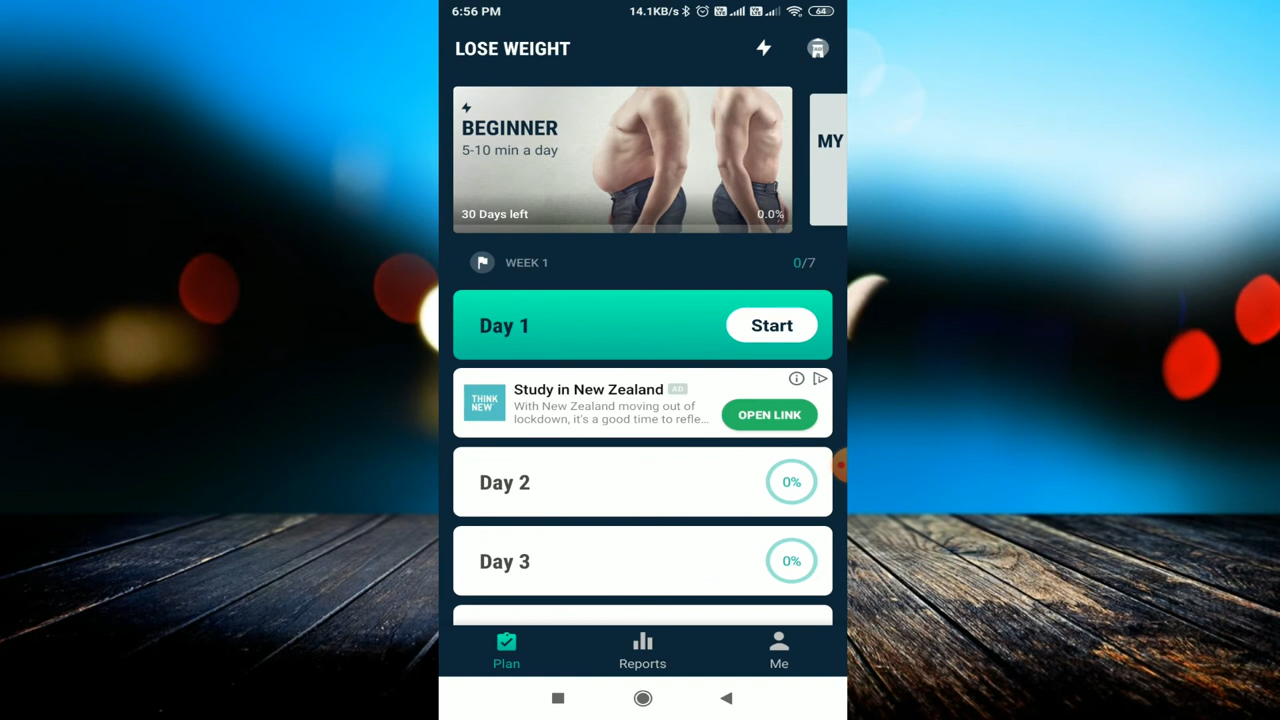 6:56 PM
14.1KB/s
64
LOSE WEIGHT
BEGINNER
5-10 min a day
30 Days left
0.0%
MY
WEEK 1
0/7
Day 1
Start
THINK
NEW
Study in New Zealand
AD
With New Zealand moving out of
lockdown, it's a good time to refle...
OPEN LINK
Day 2
0%
Day 3
0%
Plan
Reports
Me